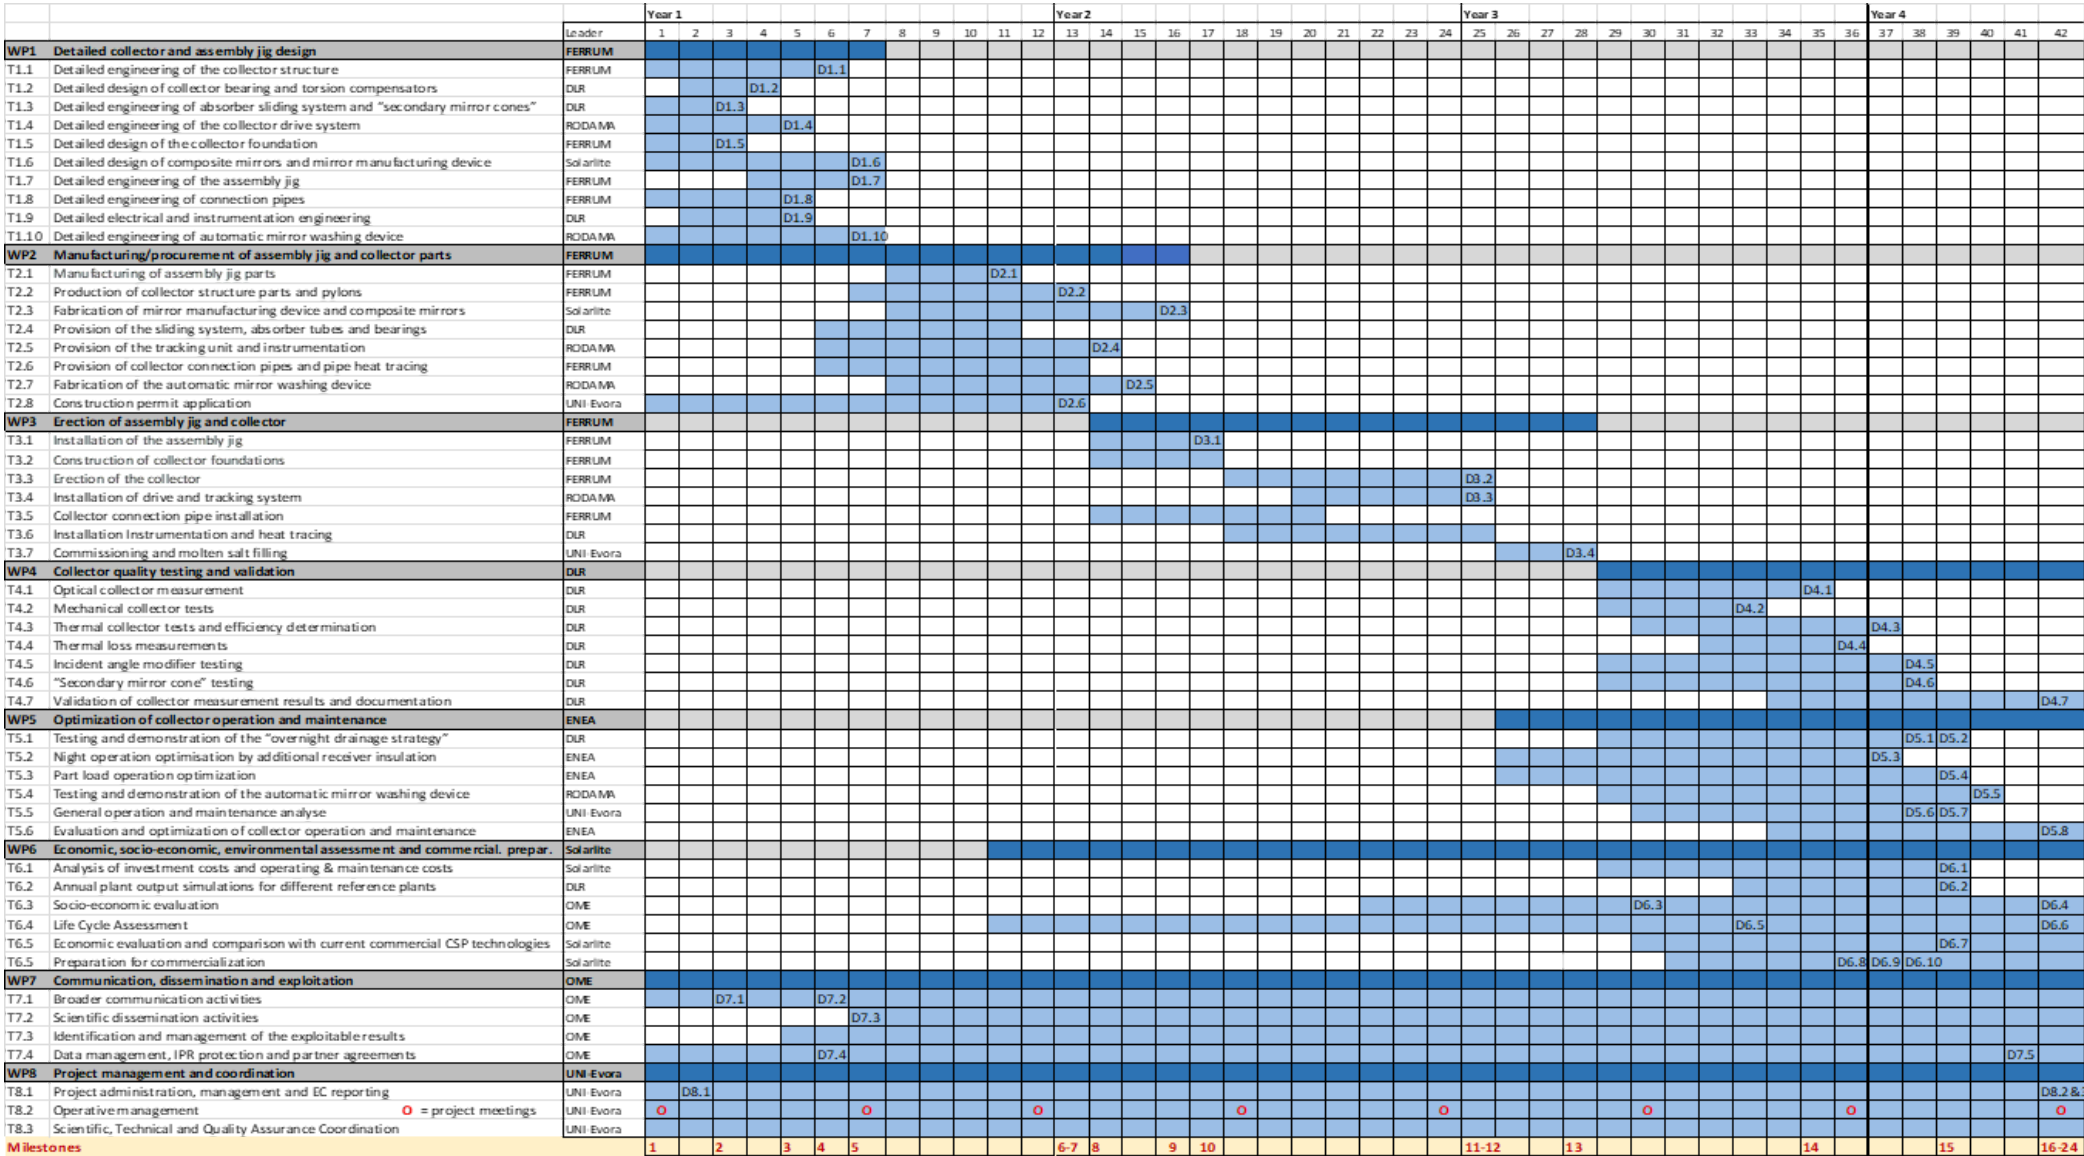 Year 1 Year 2 Year 3 Year 4
Leader 1 2 3 4 5 6 7 8 9 10 11 12 13 14 15 16 17 18 19 20 21 22 23 24 25 26 27 28 29 30 31 32 33 34 35 36 37 38 39 40 41 42
WP1 Detailed collector and assembly jig design FERRUM
T1.1 Detailed engineering of the collector structure FERRUM D1.1
T1.2 Detailed design of collector bearing and torsion compensators DLR D1.2
T1.3 Detailed engineering of absorber sliding system and "secondary mirror cones" DLR D1.3
T1.4 Detailed engineering of the collector drive system RODAMA D1.4
T1.5 Detailed design of the collector foundation FERRUM D1.5
T1.6 Detailed design of composite mirrors and mirror manufacturing device Solarlite D1.6
T1.7 Detailed engineering of the assembly jig FERRUM D1.7
T1.8 Detailed engineering of connection pipes FERRUM D1.8
T1.9 Detailed electrical and instrumentation engineering DLR D1.9
T1.10 Detailed engineering of automatic mirror washing device RODAMA D1.10
WP2 Manufacturing/procurement of assembly jig and collector parts FERRUM
T2.1 Manufacturing of assembly jig parts FERRUM D2.1
T2.2 Production of collector structure parts and pylons FERRUM D2.2
T2.3 Fabrication of mirror manufacturing device and composite mirrors Solarlite D2.3
T2.4 Provision of the sliding system, absorber tubes and bearings DLR
T2.5 Provision of the tracking unit and instrumentation RODAMA D2.4
T2.6 Provision of collector connection pipes and pipe heat tracing FERRUM
T2.7 Fabrication of the automatic mirror washing device RODAMA D2.5
T2.8 Construction permit application UNI-Evora D2.6
WP3 Erection of assembly jig and collector FERRUM
T3.1 Installation of the assembly jig FERRUM D3.1
T3.2 Construction of collector foundations FERRUM
T3.3 Erection of the collector FERRUM D3.2
T3.4 Installation of drive and tracking system RODAMA D3.3
T3.5 Collector connection pipe installation FERRUM
T3.6 Installation Instrumentation and heat tracing DLR
T3.7 Commissioning and molten salt filling UNI-Evora D3.4
WP4 Collector quality testing and validation DLR
T4.1 Optical collector measurement DLR D4.1
T4.2 Mechanical collector tests DLR D4.2
T4.3 Thermal collector tests and efficiency determination DLR D4.3
T4.4 Thermal loss measurements DLR D4.4
T4.5 Incident angle modifier testing DLR D4.5
T4.6 "Secondary mirror cone" testing DLR D4.6
T4.7 Validation of collector measurement results and documentation DLR D4.7
WP5 Optimization of collector operation and maintenance ENEA
T5.1 Testing and demonstration of the "overnight drainage strategy" DLR D5.1 D5.2
T5.2 Night operation optimisation by additional receiver insulation ENEA D5.3
T5.3 Part load operation optimization ENEA D5.4
T5.4 Testing and demonstration of the automatic mirror washing device RODAMA D5.5
T5.5 General operation and maintenance analyse UNI-Evora D5.6 D5.7
T5.6 Evaluation and optimization of collector operation and maintenance ENEA D5.8
WP6 Economic, socio-economic, environmental assessment and commercial. prepar. Solarlite
T6.1 Analysis of investment costs and operating & maintenance costs Solarlite D6.1
T6.2 Annual plant output simulations for different reference plants DLR D6.2
T6.3 Socio-economic evaluation OME D6.3 D6.4
T6.4 Life Cycle Assessment OME D6.5 D6.6
T6.5 Economic evaluation and comparison with current commercial CSP technologies Solarlite D6.7
T6.5 Preparation for commercialization Solarlite D6.8 D6.9 D6.10
WP7 Communication, dissemination and exploitation OME
T7.1 Broader communication activities OME D7.1 D7.2
T7.2 Scientific dissemination activities OME D7.3
T7.3 Identification and management of the exploitable results OME
T7.4 Data management, IPR protection and partner agreements OME D7.4 D7.5
WP8 Project management and coordination UNI-Evora
T8.1 Project administration, management and EC reporting UNI-Evora D8.1 D8.2&
T8.2 Operative management O = project meetings UNI-Evora O O O O O O O O
T8.3 Scientific, Technical and Quality Assurance Coordination UNI-Evora
Milestones 1 2 3 4 5 6-7 8 9 10 11-12 13 14 15 16-24